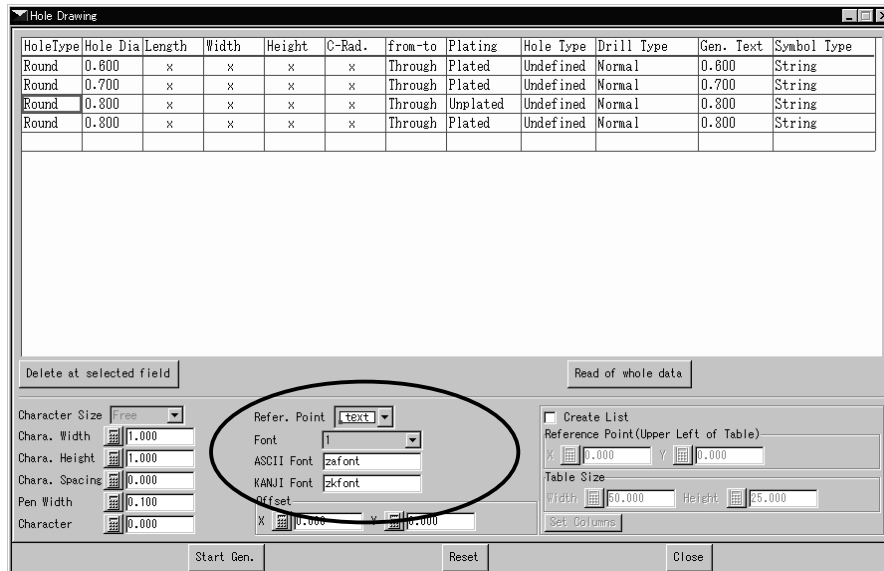 Hole Drawing
HoleType Hole Dia Length Width Height C-Rad. from-to Plating Hole Type Drill Type Gen. Text Symbol Type
Round 0.600 x x x x Through Plated Undefined Normal 0.600 String
Round 0.700 x x x x Through Plated Undefined Normal 0.700 String
Round 0.800 x x x x Through Unplated Undefined Normal 0.800 String
Round 0.800 x x x x Through Plated Undefined Normal 0.800 String
Delete at selected field Read of whole data
Character Size Free
Chara. Width 1.000
Chara. Height 1.000
Chara. Spacing 0.000
Pen Width 0.100
Character 0.000
Refer. Point .text
Font 1
ASCII Font zafont
KANJI Font zkfont
Offset
X 0.000 Y 0.000
Create List
Reference Point(Upper Left of Table)
X 0.000 Y 0.000
Table Size
Width 50.000 Height 25.000
Set Columns
Start Gen. Reset Close